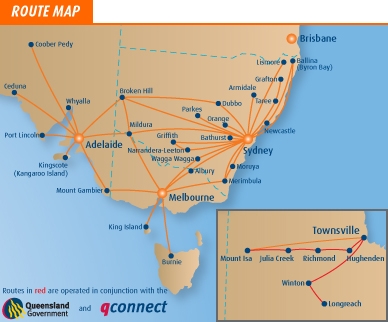 ROUTE MAP
Brisbane
Coober Pedy
Lismore
Ballina
(Byron Bay)
Grafton
Ceduna
Armidale
Broken Hill
Whyalla
Dubbo
Taree
Parkes
Orange
Newcastle
Port Lincoln
Mildura
Griffith
Bathurst
Adelaide
Narrandera-Leeton
Sydney
Wagga Wagga
Kingscote
(Kangaroo Island)
Albury
Moruya
Mount Gambier
Merimbula
Melbourne
King Island
Burnie
Townsville
Mount Isa
Julia Creek
Richmond
Hughenden
Winton
Longreach
Routes in red are operated in conjunction with the
Queensland
Government
and
qconnect